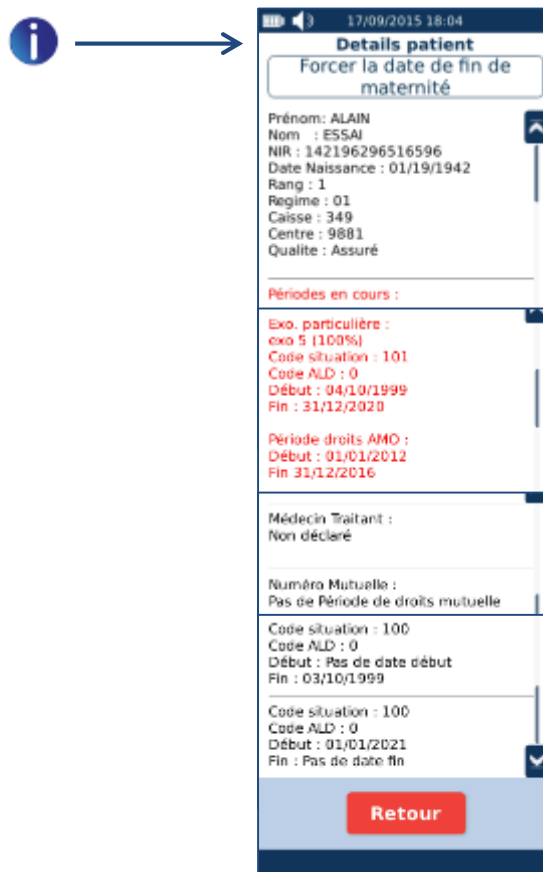 i
17/09/2015 18:04
Details patient
Forcer la date de fin de
maternité
Prénom: ALAIN
Nom : ESSAI
NIR : 142196296516596
Date Naissance : 01/19/1942
Rang : 1
Regime : 01
Caisse : 349
Centre : 9881
Qualite : Assuré
Périodes en cours :
Exo. particulière :
exo 5 (100%)
Code situation : 101
Code ALD : 0
Début : 04/10/1999
Fin : 31/12/2020
Période droits AMO :
Début : 01/01/2012
Fin 31/12/2016
Médecin Traitant :
Non déclaré
Numéro Mutuelle :
Pas de Période de droits mutuelle
Code situation : 100
Code ALD : 0
Début : Pas de date début
Fin : 03/10/1999
Code situation : 100
Code ALD : 0
Début : 01/01/2021
Fin : Pas de date fin
Retour